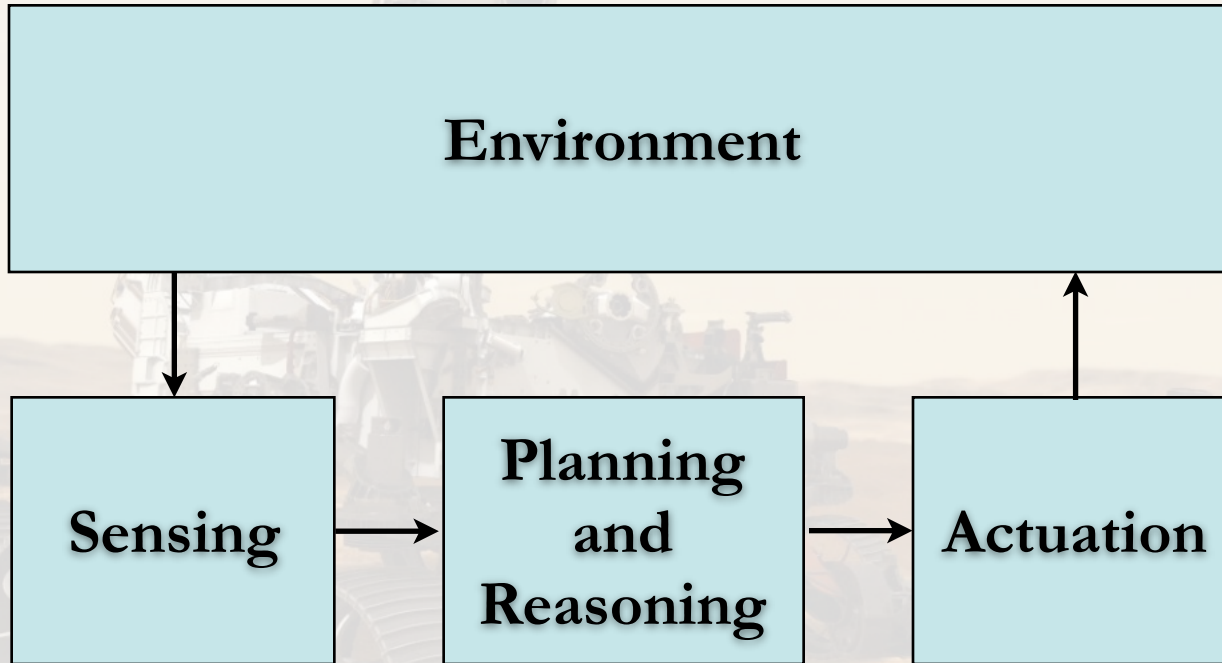 Environment
Sensing
Planning
and
Reasoning
Actuation